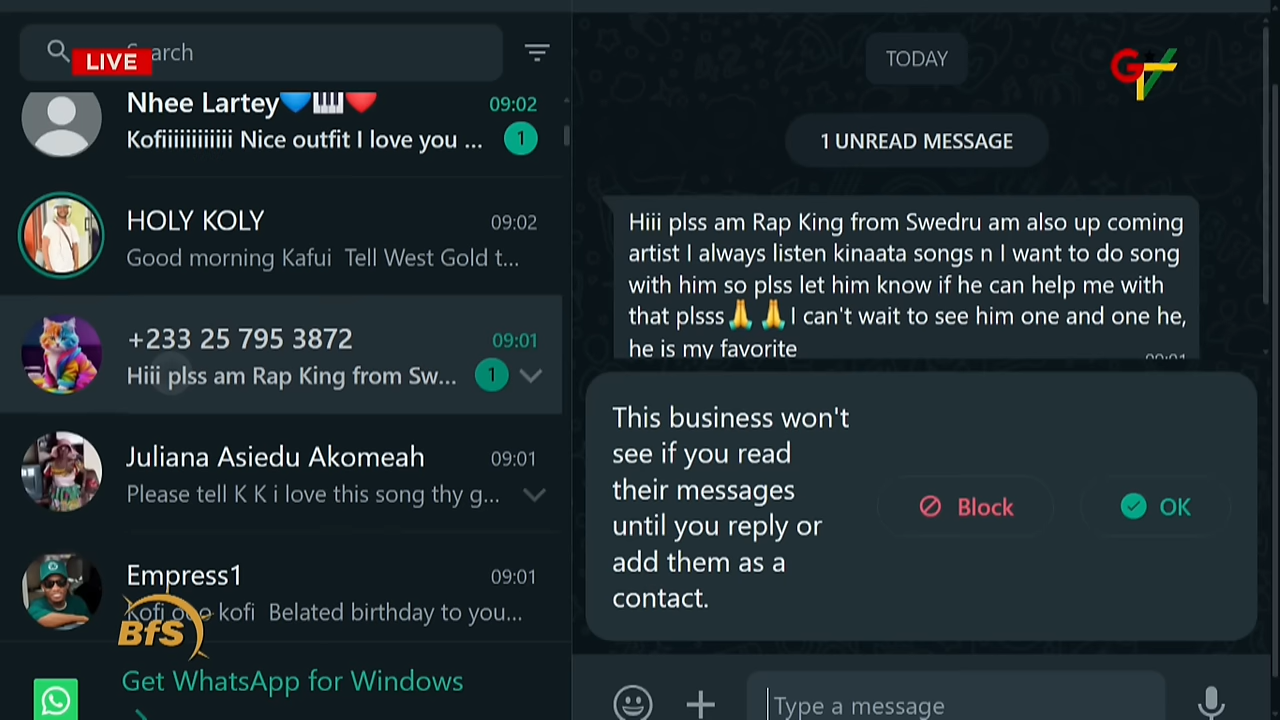 Search
LIVE
Nhee Lartey💙🎹❤️
09:02
Kofiiiiiiiiiii Nice outfit I love you ...
1
HOLY KOLY
09:02
Good morning Kafui Tell West Gold t...
+233 25 795 3872
09:01
Hiii plss am Rap King from Sw...
1
Juliana Asiedu Akomeah
09:01
Please tell K K i love this song thy g...
Empress1
09:01
Kofi ooo kofi Belated birthday to you...
BfS
Get WhatsApp for Windows
TODAY
GTV
1 UNREAD MESSAGE
Hiii plss am Rap King from Swedru am also up coming
artist I always listen kinaata songs n I want to do song
with him so plss let him know if he can help me with
that plsss🙏 🙏I can't wait to see him one and one he,
he is my favorite
09:01
This business won't
see if you read
their messages
until you reply or
add them as a
contact.
Block
OK
Type a message